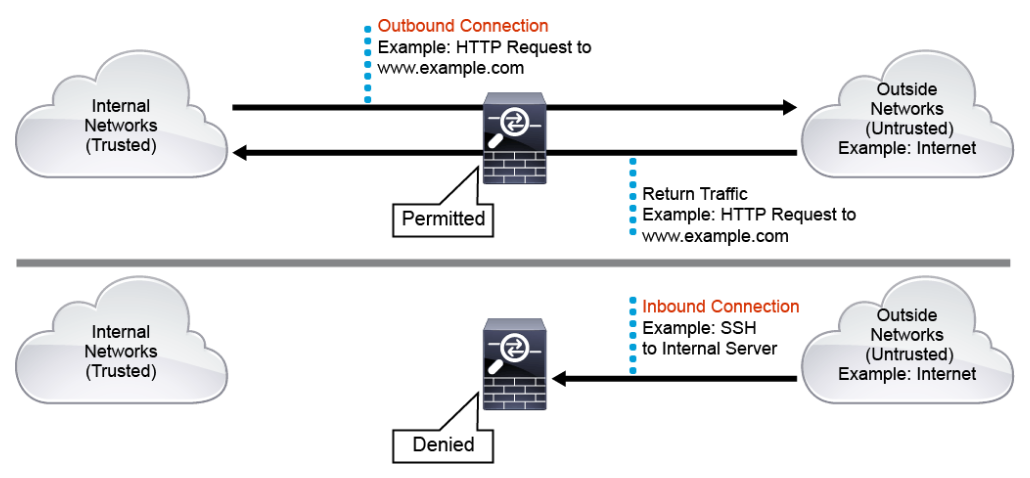 Outbound Connection
Example: HTTP Request to
www.example.com
Internal
Networks
(Trusted)
Outside
Networks
(Untrusted)
Example: Internet
Permitted
Return Traffic
Example: HTTP Request to
www.example.com
Internal
Networks
(Trusted)
Inbound Connection
Example: SSH
to Internal Server
Outside
Networks
(Untrusted)
Example: Internet
Denied